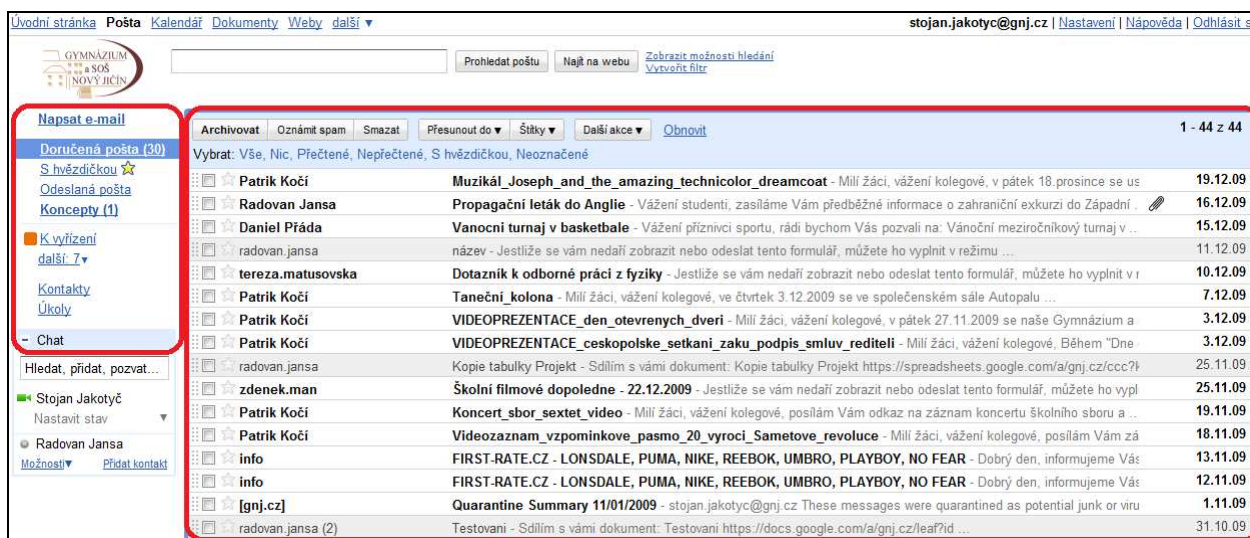 Úvodní stránka Pošta Kalendář Dokumenty Weby další ▼ stojan.jakotyc@gnj.cz | Nastavení | Nápověda | Odhlásit s
GYMNÁZIUM
a SOŠ
NOVÝ JIČÍN
Prohledat poštu Najít na webu Zobrazit možnosti hledání
Vytvořit filtr
Napsat e-mail
Doručená pošta (30)
S hvězdičkou
Odeslaná pošta
Koncepty (1)
K vyřízení
další: 7▼
Kontakty
Úkoly
- Chat
Hledat, přidat, pozvat...
Stojan Jakotyč
Nastavit stav ▼
Radovan Jansa
Možnosti▼ Přidat kontakt
Archivovat Oznámit spam Smazat Přesunout do ▼ Štítky ▼ Další akce ▼ Obnovit 1 - 44 z 44
Vybrat: Vše, Nic, Přečtené, Nepřečtené, S hvězdičkou, Neoznačené
Patrik Kočí Muzikál_Joseph_and_the_amazing_technicolor_dreamcoat - Milí žáci, vážení kolegové, v pátek 18.prosince se us 19.12.09
Radovan Jansa Propagační leták do Anglie - Vážení studenti, zasíláme Vám předběžné informace o zahraniční exkurzi do Západní . 16.12.09
Daniel Přáda Vanocni turnaj v basketbale - Vážení příznivci sportu, rádi bychom Vás pozvali na: Vánoční meziročníkový turnaj v ... 15.12.09
radovan.jansa název - Jestliže se vám nedaří zobrazit nebo odeslat tento formulář, můžete ho vyplnit v režimu ... 11.12.09
tereza.matusovska Dotazník k odborné práci z fyziky - Jestliže se vám nedaří zobrazit nebo odeslat tento formulář, můžete ho vyplnit v r 10.12.09
Patrik Kočí Taneční_kolona - Milí žáci, vážení kolegové, ve čtvrtek 3.12.2009 se ve společenském sále Autopalu ... 7.12.09
Patrik Kočí VIDEOPREZENTACE_den_otevrenych_dveri - Milí žáci, vážení kolegové, v pátek 27.11.2009 se naše Gymnázium a 3.12.09
Patrik Kočí VIDEOPREZENTACE_ceskopolske_setkani_zaku_podpis_smluv_rediteli - Milí žáci, vážení kolegové, Během "Dne 3.12.09
radovan.jansa Kopie tabulky Projekt - Sdílím s vámi dokument: Kopie tabulky Projekt https://spreadsheets.google.com/a/gnj.cz/ccc?k 25.11.09
zdenek.man Školní filmové dopoledne - 22.12.2009 - Jestliže se vám nedaří zobrazit nebo odeslat tento formulář, můžete ho vypl 25.11.09
Patrik Kočí Koncert_sbor_sextet_video - Milí žáci, vážení kolegové, posílám Vám odkaz na záznam koncertu školního sboru a ... 19.11.09
Patrik Kočí Videozaznam_vzpominkove_pasmo_20_vyroci_Sametove_revoluce - Milí žáci, vážení kolegové, posílám Vám zá 18.11.09
info FIRST-RATE.CZ - LONSDALE, PUMA, NIKE, REEBOK, UMBRO, PLAYBOY, NO FEAR - Dobrý den, informujeme Vás 13.11.09
info FIRST-RATE.CZ - LONSDALE, PUMA, NIKE, REEBOK, UMBRO, PLAYBOY, NO FEAR - Dobrý den, informujeme Vás 12.11.09
[gnj.cz] Quarantine Summary 11/01/2009 - stojan.jakotyc@gnj.cz These messages were quarantined as potential junk or viru 1.11.09
radovan.jansa (2) Testovani - Sdílím s vámi dokument: Testovani https://docs.google.com/a/gnj.cz/leaf?id ... 31.10.09